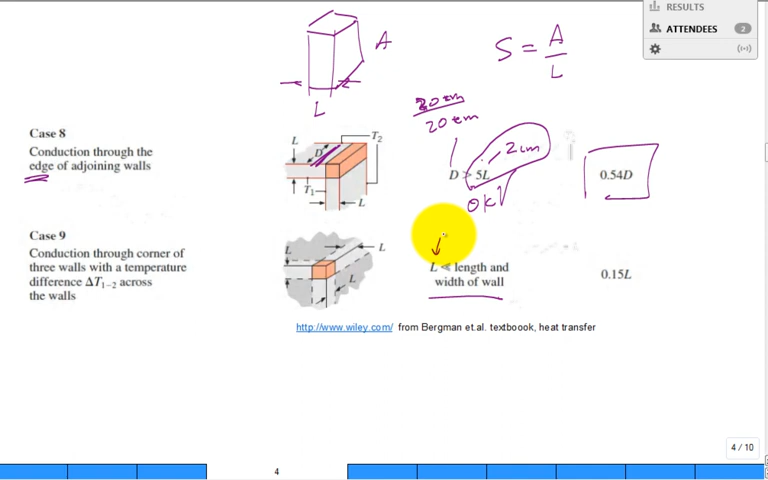 RESULTS
ATTENDEES 2
A
S = A/L
L
20 cm
20 cm
Case 8
Conduction through the
edge of adjoining walls
L
D
T2
T1
L
D > 5L
2 cm
OK
0.54D
Case 9
Conduction through corner of
three walls with a temperature
difference ΔT1–2 across
the walls
L
L
L
L ≪ length and
width of wall
0.15L
http://www.wiley.com/ from Bergman et.al. textboook, heat transfer
4 / 10
4